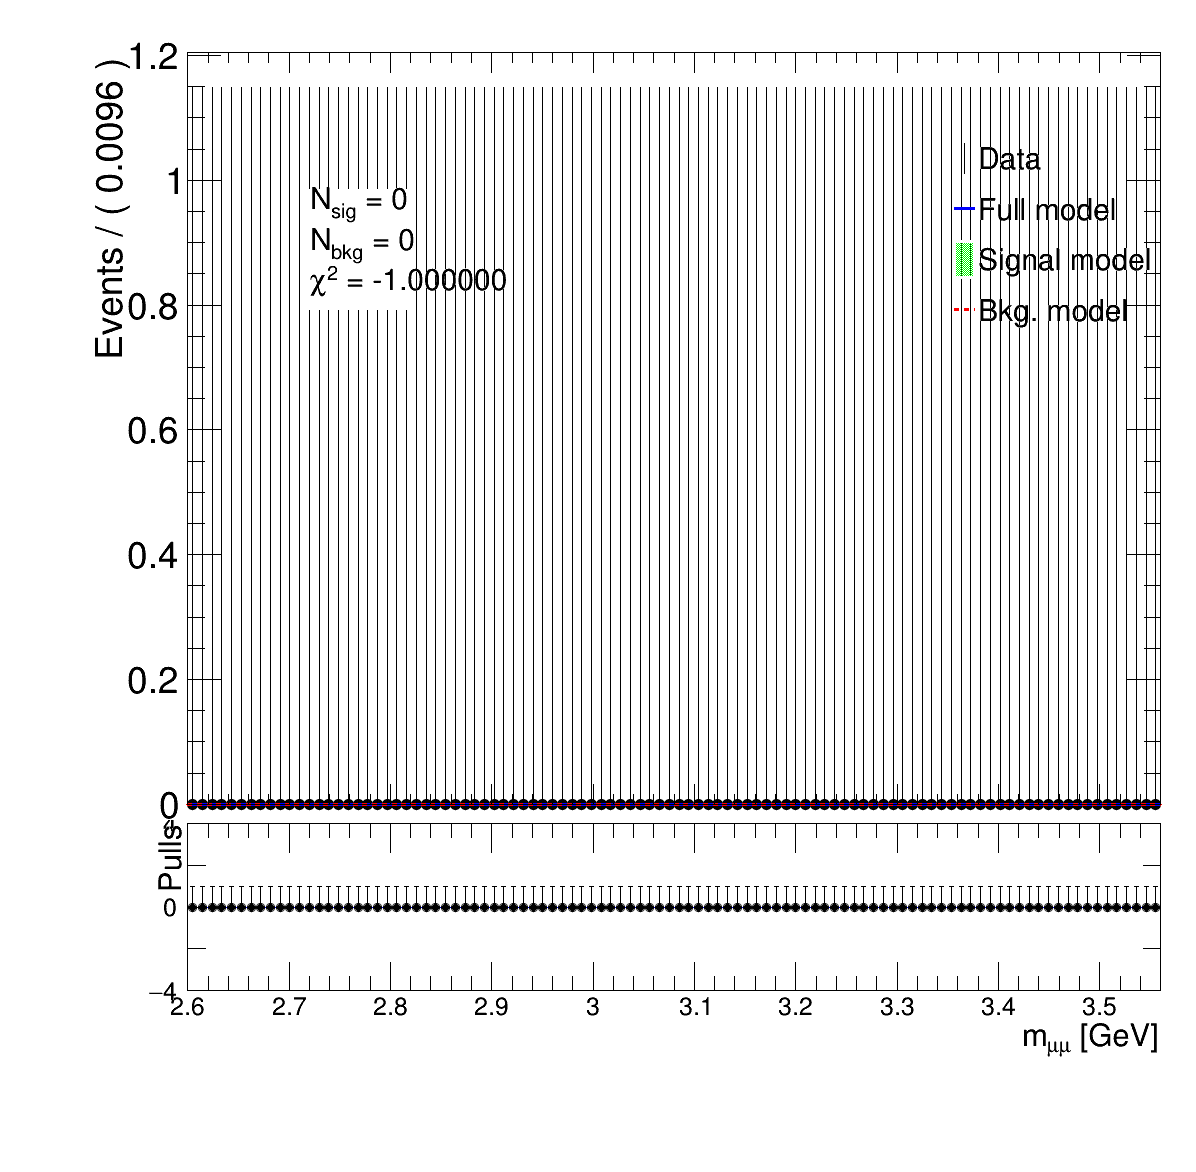 Events / ( 0.0096 )
1.2
1
0.8
0.6
0.4
0.2
0
N_sig = 0
N_bkg = 0
χ² = -1.000000
Data
Full model
Signal model
Bkg. model
Pulls
4
0
−4
2.6 2.7 2.8 2.9 3 3.1 3.2 3.3 3.4 3.5
m_μμ [GeV]